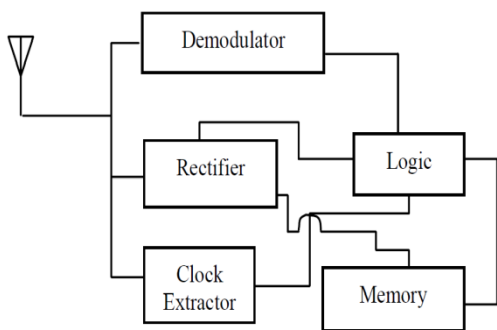 Demodulator
Rectifier
Logic
Clock
Extractor
Memory